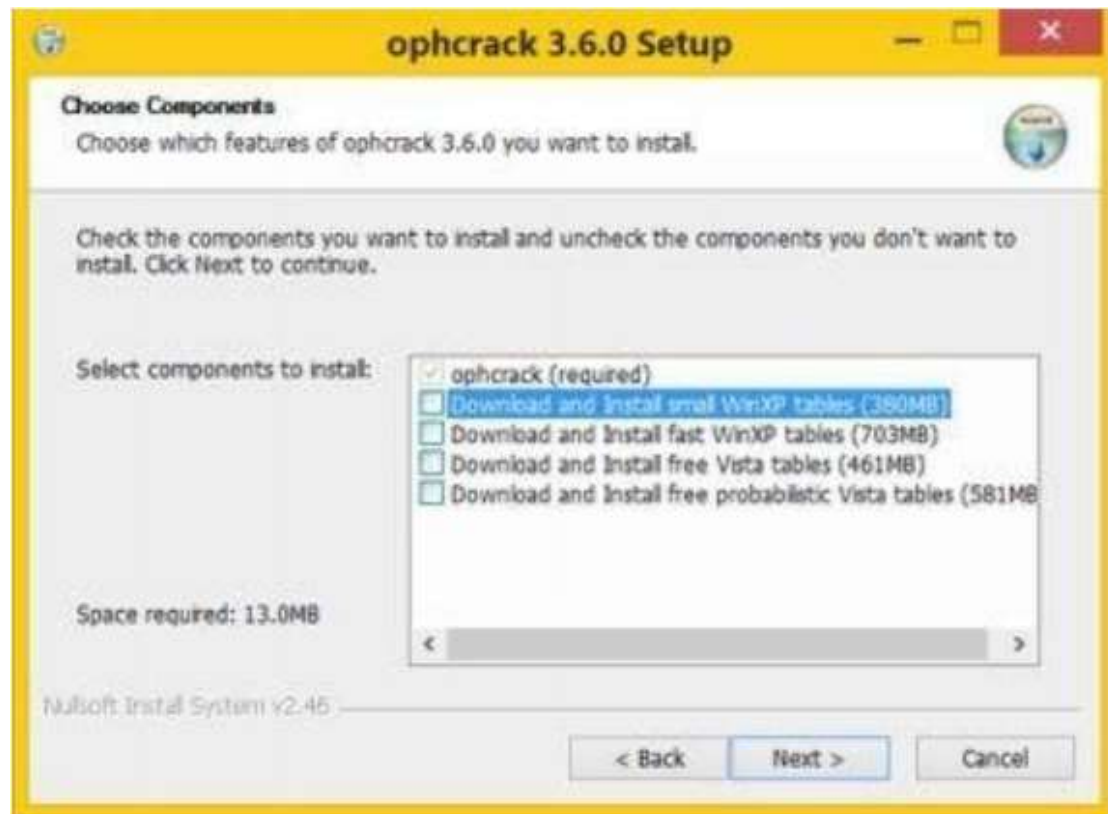 ophcrack 3.6.0 Setup
Choose Components
Choose which features of ophcrack 3.6.0 you want to install.
Check the components you want to install and uncheck the components you don't want to
install. Click Next to continue.
Select components to install:
ophcrack (required)
Download and Install small WinXP tables (380MB)
Download and Install fast WinXP tables (703MB)
Download and Install free Vista tables (461MB)
Download and Install free probabilistic Vista tables (581MB
Space required: 13.0MB
Nullsoft Install System v2.46
< Back
Next >
Cancel